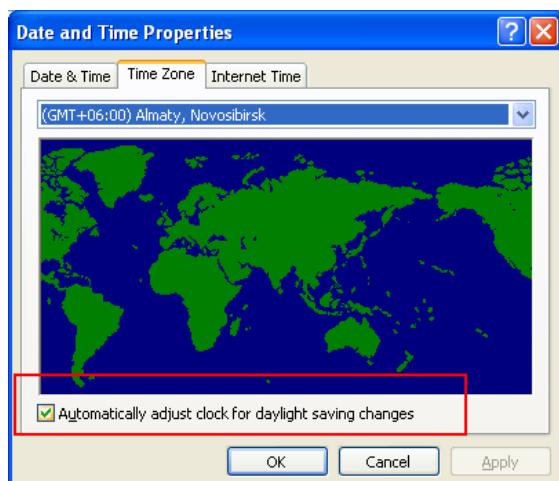 Date and Time Properties
Date & Time Time Zone Internet Time
(GMT+06:00) Almaty, Novosibirsk
Automatically adjust clock for daylight saving changes
OK Cancel Apply